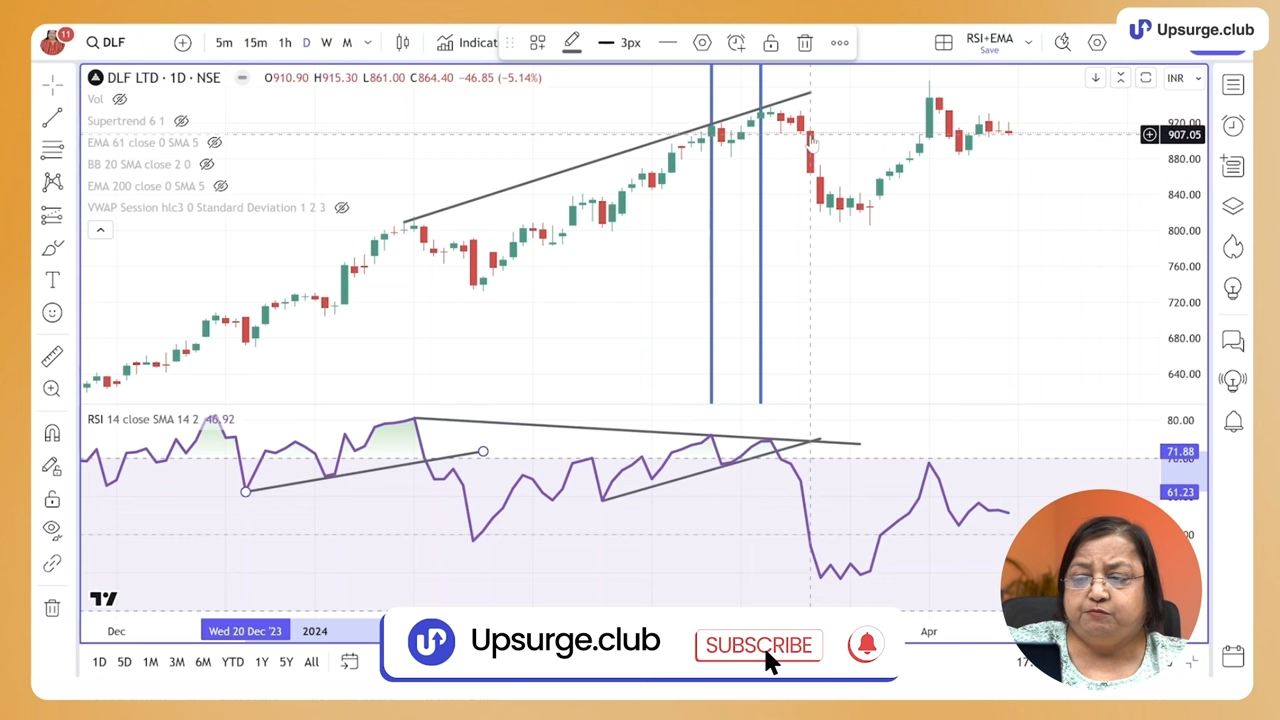 Upsurge.club
11
DLF
5m 15m 1h D W M
Indicat
3px
RSI+EMA
Save
DLF LTD · 1D · NSE
O910.90 H915.30 L861.00 C864.40 -46.85 (-5.14%)
INR
Vol
Supertrend 6 1
EMA 61 close 0 SMA 5
BB 20 SMA close 2 0
EMA 200 close 0 SMA 5
VWAP Session hlc3 0 Standard Deviation 1 2 3
920.00
907.05
880.00
840.00
800.00
760.00
720.00
680.00
640.00
RSI 14 close SMA 14 2 46.92
80.00
71.88
61.23
Dec
Wed 20 Dec '23
2024
Apr
Upsurge.club
SUBSCRIBE
1D 5D 1M 3M 6M YTD 1Y 5Y All